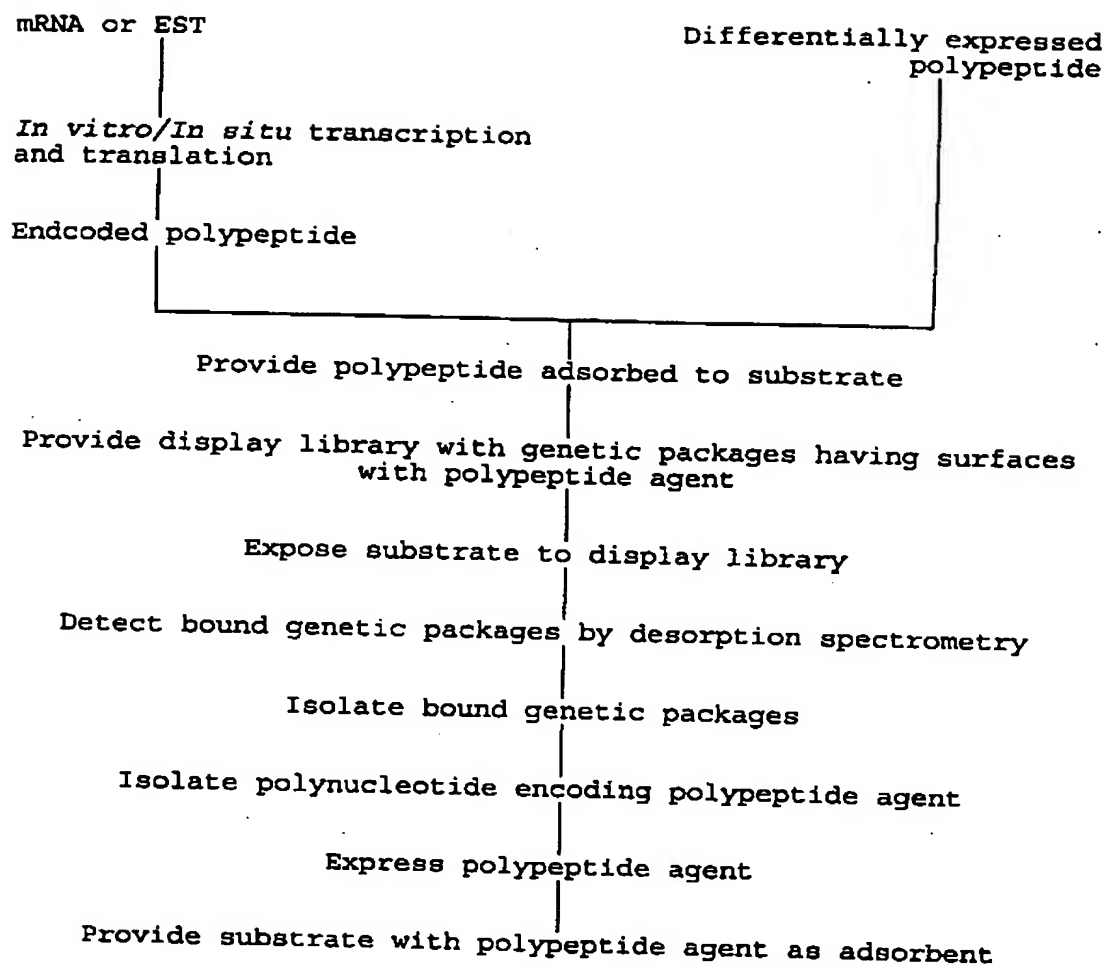 mRNA or EST
Differentially expressed
polypeptide
In vitro/In situ transcription
and translation
Endcoded polypeptide
Provide polypeptide adsorbed to substrate
Provide display library with genetic packages having surfaces
with polypeptide agent
Expose substrate to display library
Detect bound genetic packages by desorption spectrometry
Isolate bound genetic packages
Isolate polynucleotide encoding polypeptide agent
Express polypeptide agent
Provide substrate with polypeptide agent as adsorbent